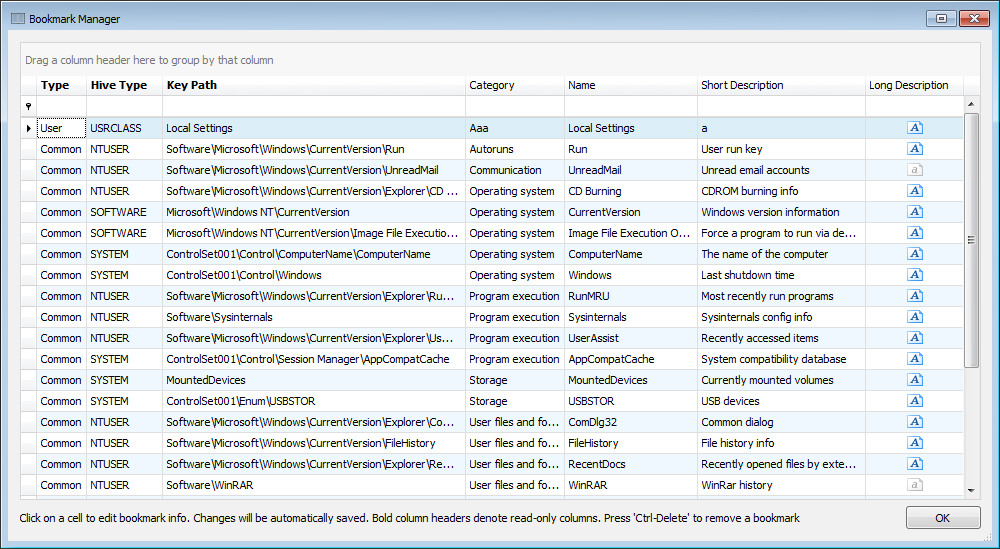 Bookmark Manager
Drag a column header here to group by that column
Type Hive Type Key Path Category Name Short Description Long Description
User USRCLASS Local Settings Aaa Local Settings a A
Common NTUSER Software\Microsoft\Windows\CurrentVersion\Run Autoruns Run User run key A
Common NTUSER Software\Microsoft\Windows\CurrentVersion\UnreadMail Communication UnreadMail Unread email accounts a
Common NTUSER Software\Microsoft\Windows\CurrentVersion\Explorer\CD ... Operating system CD Burning CDROM burning info A
Common SOFTWARE Microsoft\Windows NT\CurrentVersion Operating system CurrentVersion Windows version information A
Common SOFTWARE Microsoft\Windows NT\CurrentVersion\Image File Executio... Operating system Image File Execution O... Force a program to run via de... A
Common SYSTEM ControlSet001\Control\ComputerName\ComputerName Operating system ComputerName The name of the computer A
Common SYSTEM ControlSet001\Control\Windows Operating system Windows Last shutdown time A
Common NTUSER Software\Microsoft\Windows\CurrentVersion\Explorer\Ru... Program execution RunMRU Most recently run programs A
Common NTUSER Software\Sysinternals Program execution Sysinternals Sysinternals config info A
Common NTUSER Software\Microsoft\Windows\CurrentVersion\Explorer\Us... Program execution UserAssist Recently accessed items A
Common SYSTEM ControlSet001\Control\Session Manager\AppCompatCache Program execution AppCompatCache System compatibility database A
Common SYSTEM MountedDevices Storage MountedDevices Currently mounted volumes A
Common SYSTEM ControlSet001\Enum\USBSTOR Storage USBSTOR USB devices A
Common NTUSER Software\Microsoft\Windows\CurrentVersion\Explorer\Co... User files and fo... ComDlg32 Common dialog A
Common NTUSER Software\Microsoft\Windows\CurrentVersion\FileHistory User files and fo... FileHistory File history info A
Common NTUSER Software\Microsoft\Windows\CurrentVersion\Explorer\Re... User files and fo... RecentDocs Recently opened files by exte... A
Common NTUSER Software\WinRAR User files and fo... WinRAR WinRar history a
Click on a cell to edit bookmark info. Changes will be automatically saved. Bold column headers denote read-only columns. Press 'Ctrl-Delete' to remove a bookmark
OK